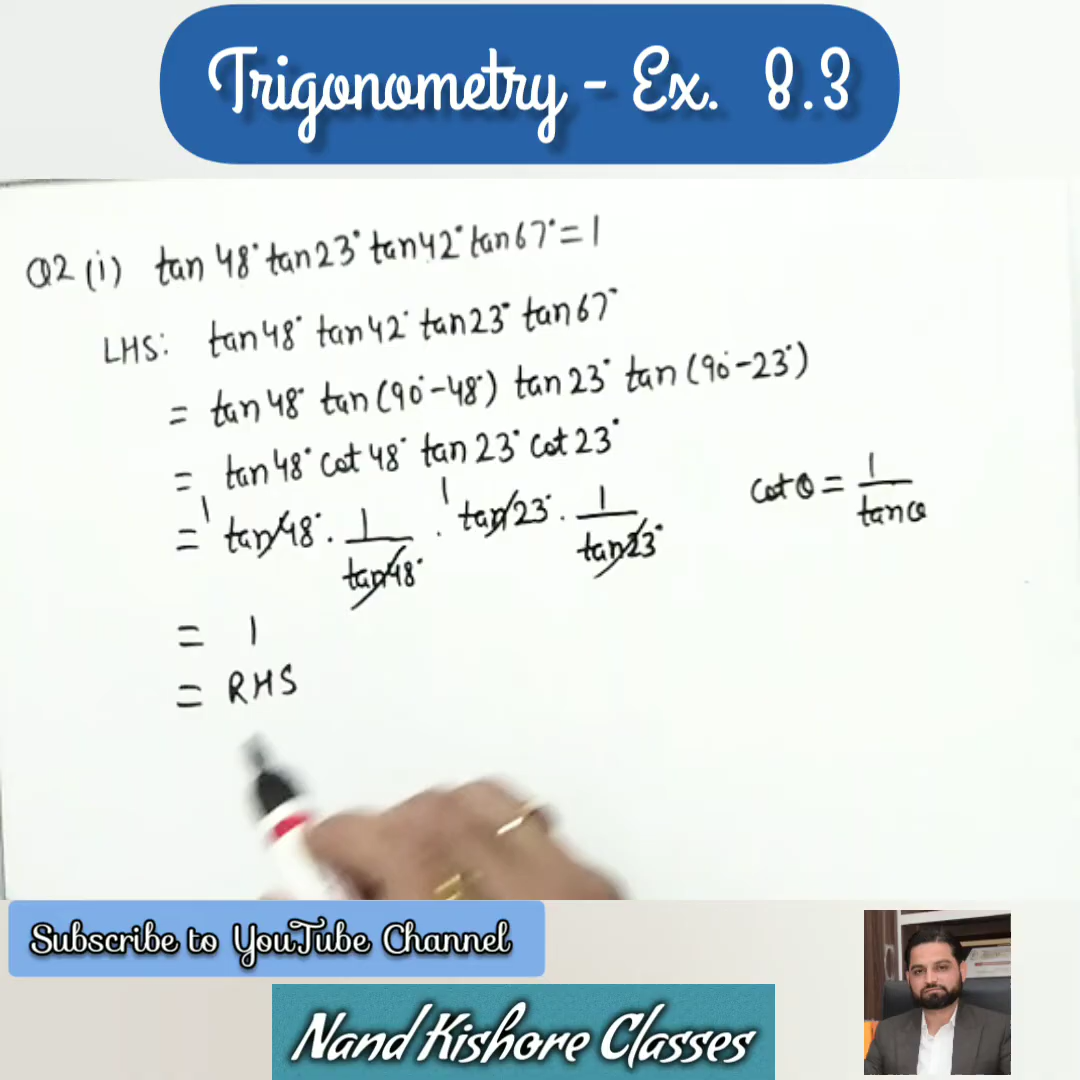 Trigonometry - Ex. 8.3
Q2 (i) tan 48° tan 23° tan 42° tan 67° = 1
LHS: tan 48° tan 42° tan 23° tan 67°
= tan 48° tan (90° - 48°) tan 23° tan (90° - 23°)
= tan 48° cot 48° tan 23° cot 23°
= tan 48° · 1/tan 48° · tan 23° · 1/tan 23°
1 1
cot θ = 1/tan θ
= 1
= RHS
Subscribe to YouTube Channel
Nand Kishore Classes